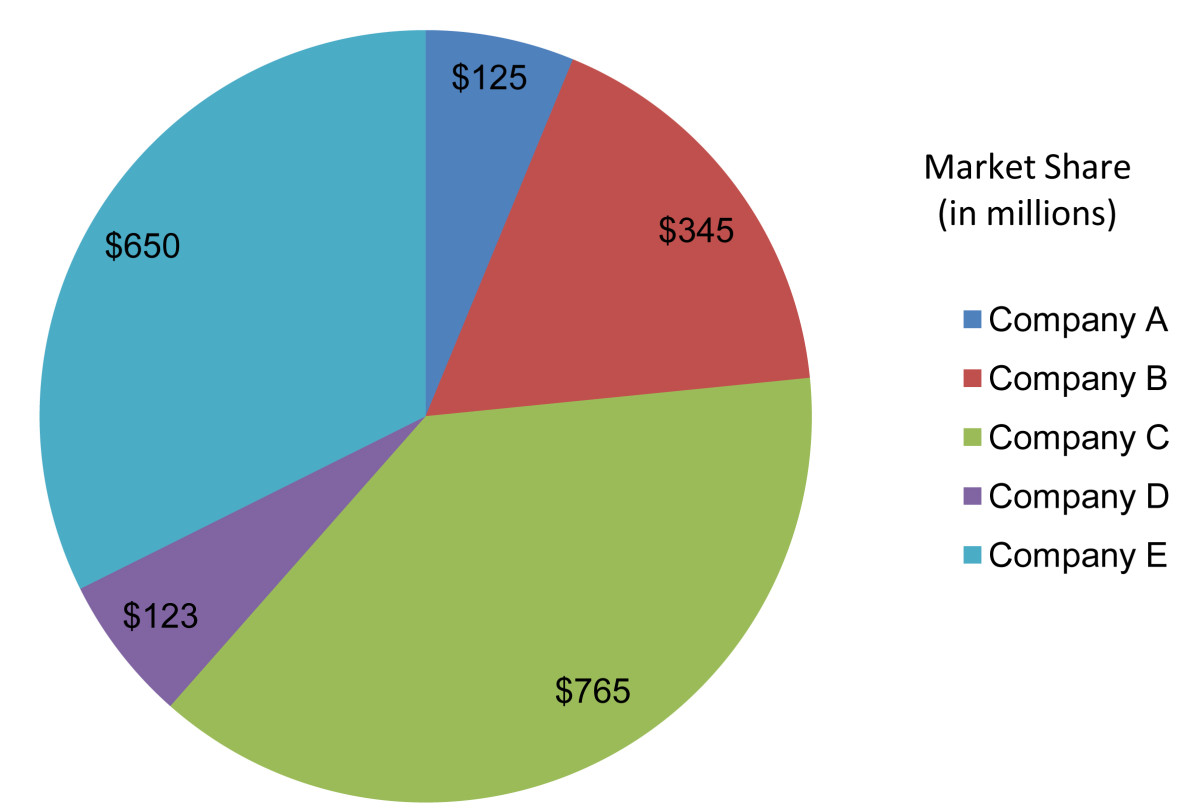 $125
$345
$650
$123
$765
Market Share
(in millions)
Company A
Company B
Company C
Company D
Company E